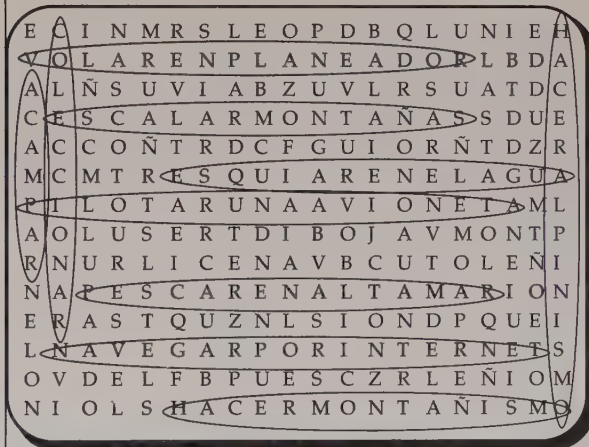 E C I N M R S L E O P D B Q L U N I E H
V O L A R E N P L A N E A D O R L B D A
A L Ñ S U V I A B Z U V L R S U A T D C
C E S C A L A R M O N T A Ñ A S S D U E
A C C O Ñ T R D C F G U I O R Ñ T D Z R
M C M T R E S Q U I A R E N E L A G U A
P I L O T A R U N A A V I O N E T A M L
A O L U S E R T D I B O J A V M O N T P
R N U R L I C E N A V B C U T O L E Ñ I
N A P E S C A R E N A L T A M A R I O N
E R A S T Q U Z N L S I O N D P Q U E I
L N A V E G A R P O R I N T E R N E T S
O V D E L F B P U E S C Z R L E Ñ I O M
N I O L S H A C E R M O N T A Ñ I S M O